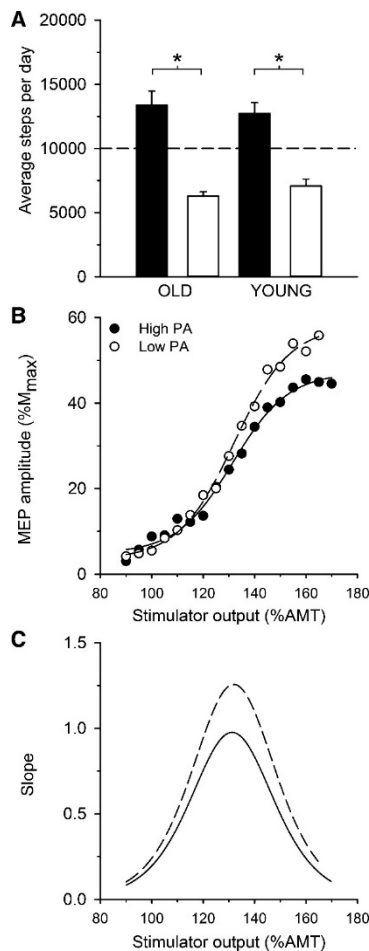 A
Average steps per day
20000
15000
10000
5000
0
*
*
OLD
YOUNG
B
MEP amplitude (%Mmax)
60
40
20
0
High PA
Low PA
80
100
120
140
160
180
Stimulator output (%AMT)
C
Slope
1.5
1.0
0.5
0.0
80
100
120
140
160
180
Stimulator output (%AMT)